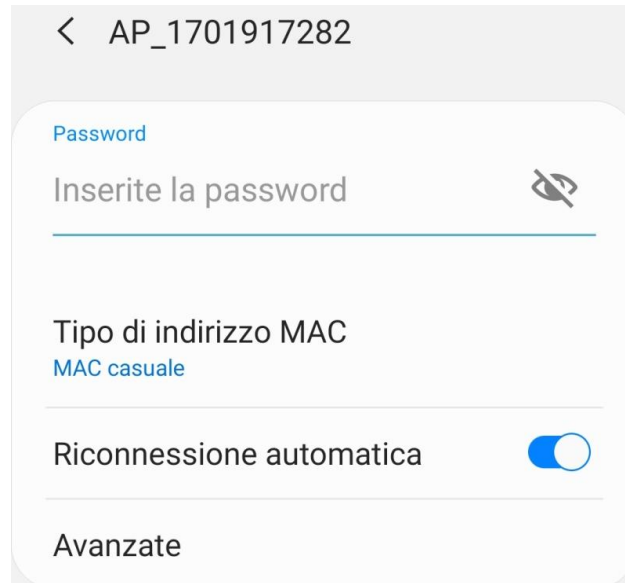 AP_1701917282
Password
Inserite la password
Tipo di indirizzo MAC
MAC casuale
Riconnessione automatica
Avanzate